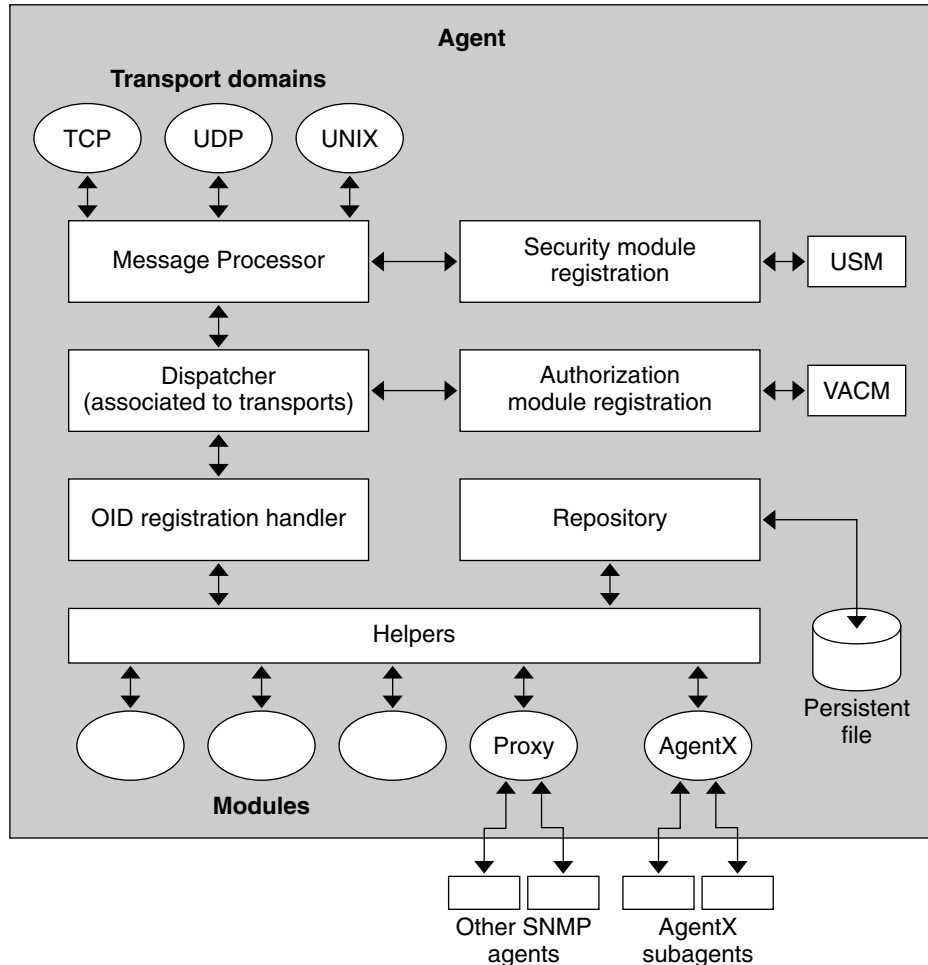 Agent
Transport domains
TCP
UDP
UNIX
Message Processor
Security module
registration
USM
Dispatcher
(associated to transports)
Authorization
module registration
VACM
OID registration handler
Repository
Helpers
Persistent
file
Proxy
AgentX
Modules
Other SNMP
agents
AgentX
subagents